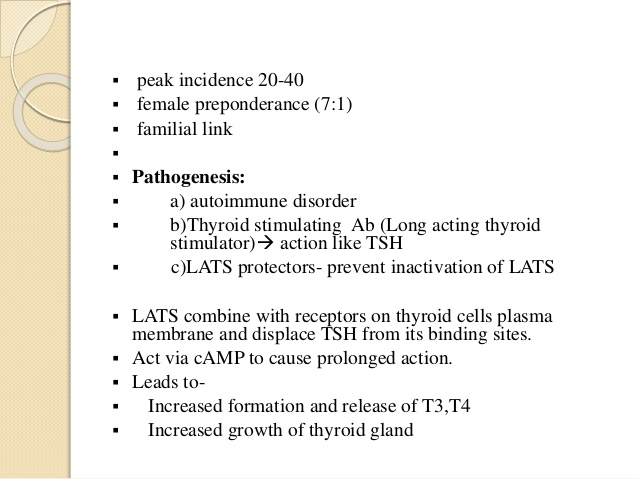 ▪ peak incidence 20-40
▪ female preponderance (7:1)
▪ familial link
▪
▪ Pathogenesis:
▪ a) autoimmune disorder
▪ b)Thyroid stimulating Ab (Long acting thyroid
stimulator)→ action like TSH
▪ c)LATS protectors- prevent inactivation of LATS
▪ LATS combine with receptors on thyroid cells plasma
membrane and displace TSH from its binding sites.
▪ Act via cAMP to cause prolonged action.
▪ Leads to-
▪ Increased formation and release of T3,T4
▪ Increased growth of thyroid gland